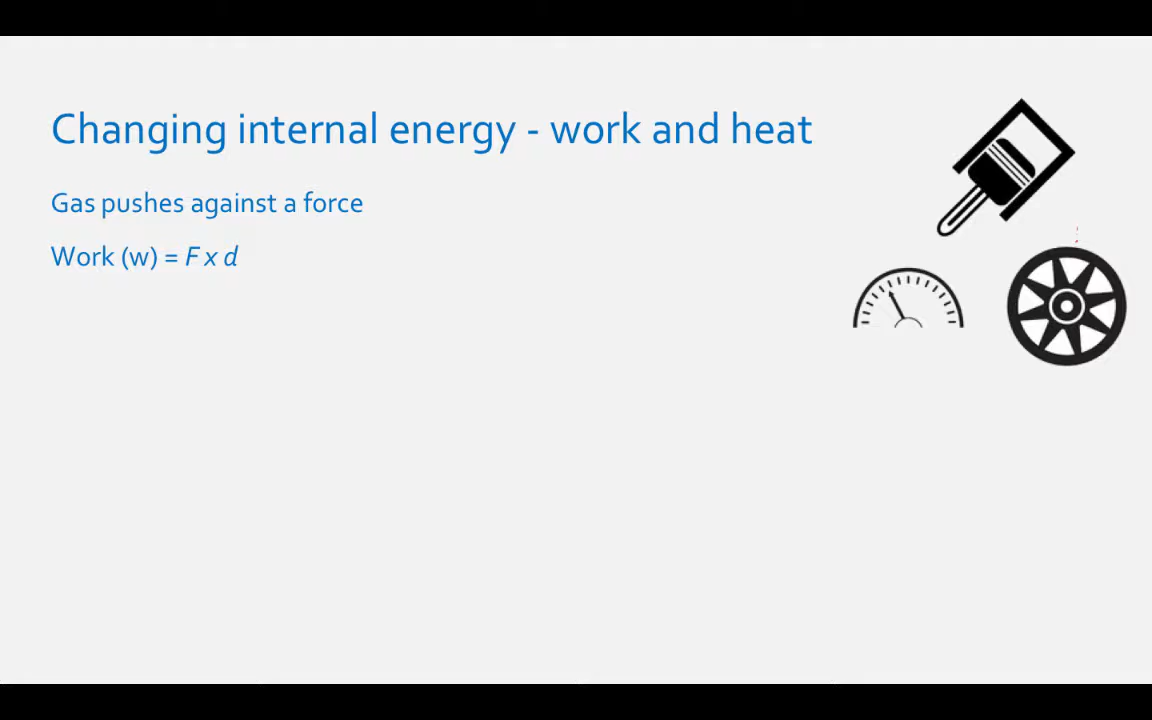 Changing internal energy - work and heat
Gas pushes against a force
Work (w) = F x d